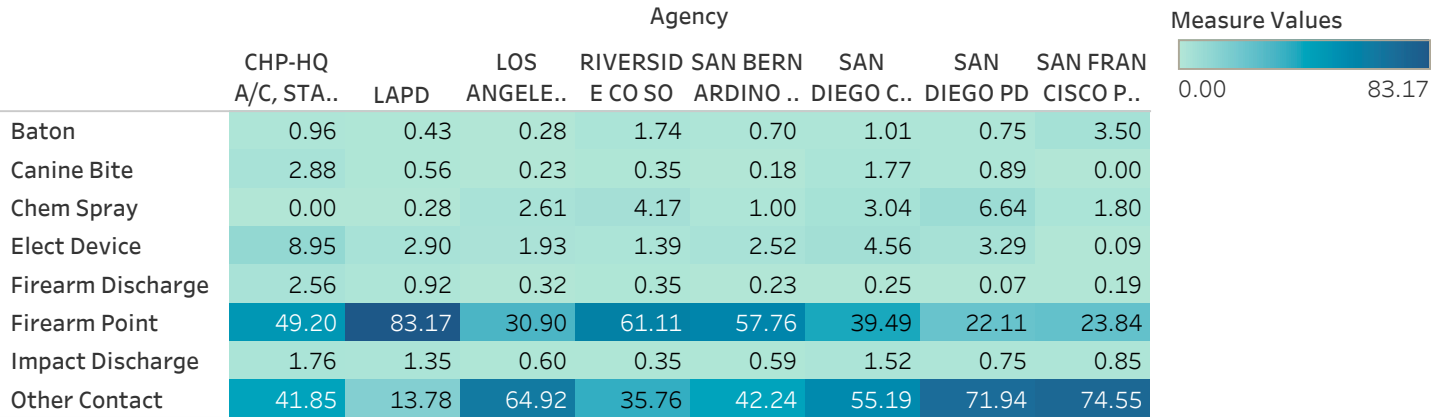 Agency
Measure Values
CHP-HQ A/C, STA.. LAPD LOS ANGELE.. RIVERSID E CO SO SAN BERN ARDINO .. SAN DIEGO C.. SAN DIEGO PD SAN FRAN CISCO P..
0.00 83.17
Baton 0.96 0.43 0.28 1.74 0.70 1.01 0.75 3.50
Canine Bite 2.88 0.56 0.23 0.35 0.18 1.77 0.89 0.00
Chem Spray 0.00 0.28 2.61 4.17 1.00 3.04 6.64 1.80
Elect Device 8.95 2.90 1.93 1.39 2.52 4.56 3.29 0.09
Firearm Discharge 2.56 0.92 0.32 0.35 0.23 0.25 0.07 0.19
Firearm Point 49.20 83.17 30.90 61.11 57.76 39.49 22.11 23.84
Impact Discharge 1.76 1.35 0.60 0.35 0.59 1.52 0.75 0.85
Other Contact 41.85 13.78 64.92 35.76 42.24 55.19 71.94 74.55